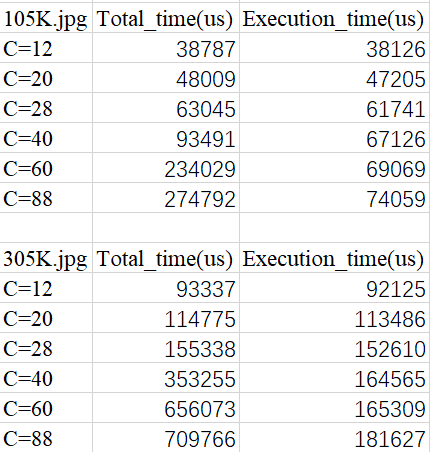 105K.jpg Total_time(us) Execution_time(us)
C=12 38787 38126
C=20 48009 47205
C=28 63045 61741
C=40 93491 67126
C=60 234029 69069
C=88 274792 74059
305K.jpg Total_time(us) Execution_time(us)
C=12 93337 92125
C=20 114775 113486
C=28 155338 152610
C=40 353255 164565
C=60 656073 165309
C=88 709766 181627